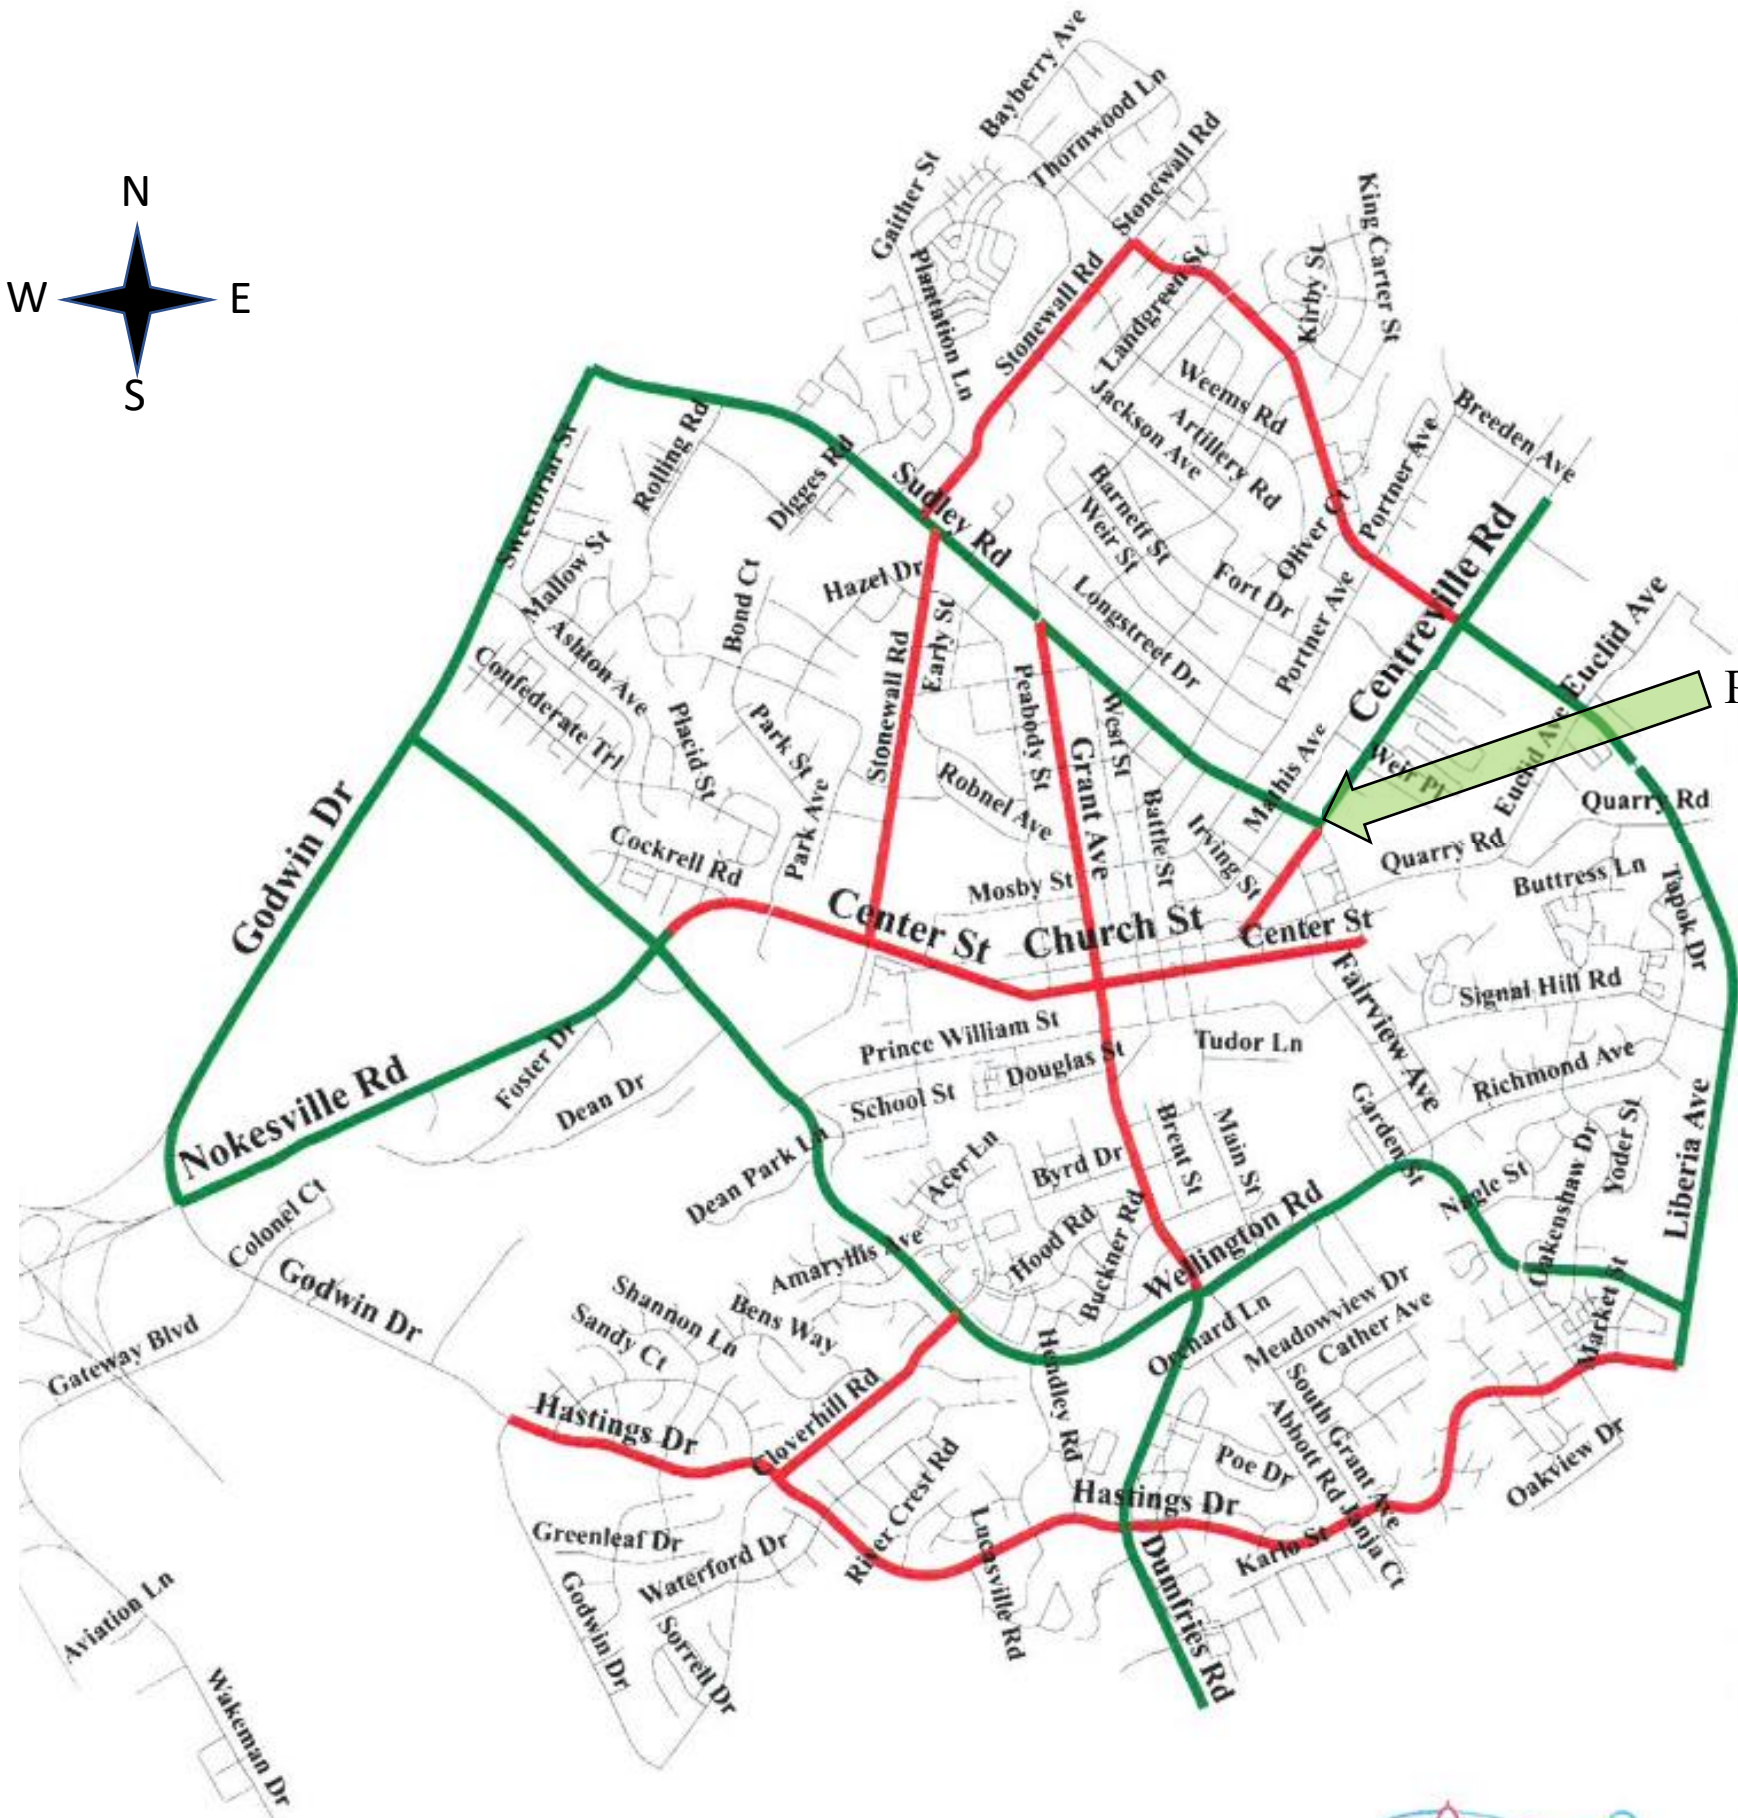 N
W
E
S
Bayberry Ave
Thornwood Ln
Stonewall Rd
Gaither St
Plantation Ln
Stonewall Rd
Landgreen St
Kirby St
King Carter St
Weems Rd
Artillery Rd
Jackson Ave
Breeden Ave
Portner Ave
Sweetbriar St
Rolling Rd
Digges Rd
Sudley Rd
Barnett St
Weir St
Oliver Ct
Centreville Rd
Mallow St
Bond Ct
Hazel Dr
Early St
Longstreet Dr
Fort Dr
Portner Ave
Euclid Ave
Ashton Ave
Confederate Trl
Placid St
Park St
Stonewall Rd
Peabody St
West St
Grant Ave
Robnel Ave
Battle St
Irving St
Mathis Ave
Weir Pl
Euclid Ave
Quarry Rd
Quarry Rd
Godwin Dr
Cockrell Rd
Park Ave
Mosby St
Center St
Church St
Center St
Buttress Ln
Tapok Dr
Fairview Ave
Signal Hill Rd
Nokesville Rd
Foster Dr
Dean Dr
Prince William St
Douglas St
School St
Tudor Ln
Richmond Ave
Garden St
Dean Park Ln
Acer Ln
Byrd Dr
Brent St
Main St
Nagle St
Oakenshaw Dr
Yoder St
Liberia Ave
Colonel Ct
Godwin Dr
Amaryllis Ave
Hood Rd
Buckner Rd
Wellington Rd
Gateway Blvd
Shannon Ln
Sandy Ct
Bens Way
Hendley Rd
Orchard Ln
Meadowview Dr
Cather Ave
Market St
Hastings Dr
Cloverhill Rd
River Crest Rd
South Grant Ave
Abbott Rd
Poe Dr
Hastings Dr
Janja Ct
Karlo St
Oakview Dr
Greenleaf Dr
Waterford Dr
Lucasville Rd
Dumfries Rd
Godwin Dr
Sorrell Dr
Aviation Ln
Wakeman Dr